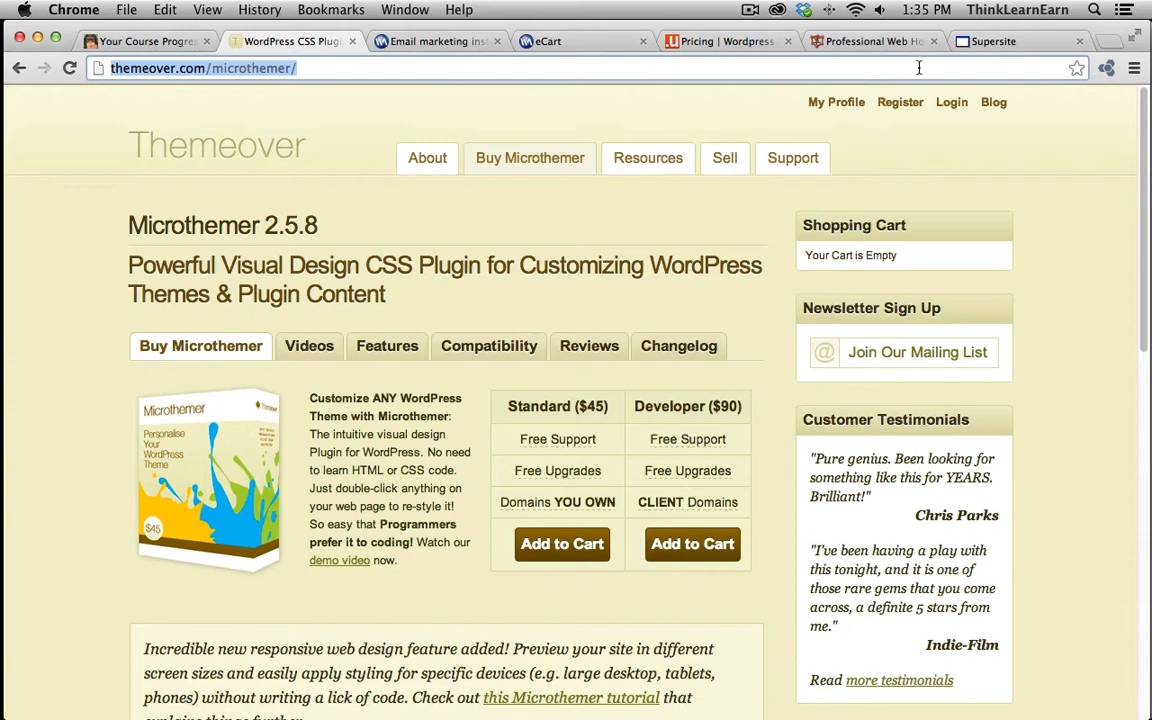 Chrome File Edit View History Bookmarks Window Help 1:35 PM ThinkLearnEarn
Your Course Progre WordPress CSS Plugi Email marketing ins eCart Pricing | Wordpress Professional Web Ho Supersite
themeover.com/microthemer/
My Profile Register Login Blog
Themeover
About Buy Microthemer Resources Sell Support
Microthemer 2.5.8
Powerful Visual Design CSS Plugin for Customizing WordPress
Themes & Plugin Content
Buy Microthemer Videos Features Compatibility Reviews Changelog
Microthemer
Personalise
Your
WordPress
Theme
$45
Customize ANY WordPress
Theme with Microthemer:
The intuitive visual design
Plugin for WordPress. No need
to learn HTML or CSS code.
Just double-click anything on
your web page to re-style it!
So easy that Programmers
prefer it to coding! Watch our
demo video now.
Standard ($45) Developer ($90)
Free Support Free Support
Free Upgrades Free Upgrades
Domains YOU OWN CLIENT Domains
Add to Cart Add to Cart
Incredible new responsive web design feature added! Preview your site in different
screen sizes and easily apply styling for specific devices (e.g. large desktop, tablets,
phones) without writing a lick of code. Check out this Microthemer tutorial that
explains things further.
Shopping Cart
Your Cart is Empty
Newsletter Sign Up
@ Join Our Mailing List
Customer Testimonials
"Pure genius. Been looking for
something like this for YEARS.
Brilliant!"
Chris Parks
"I've been having a play with
this tonight, and it is one of
those rare gems that you come
across, a definite 5 stars from
me."
Indie-Film
Read more testimonials